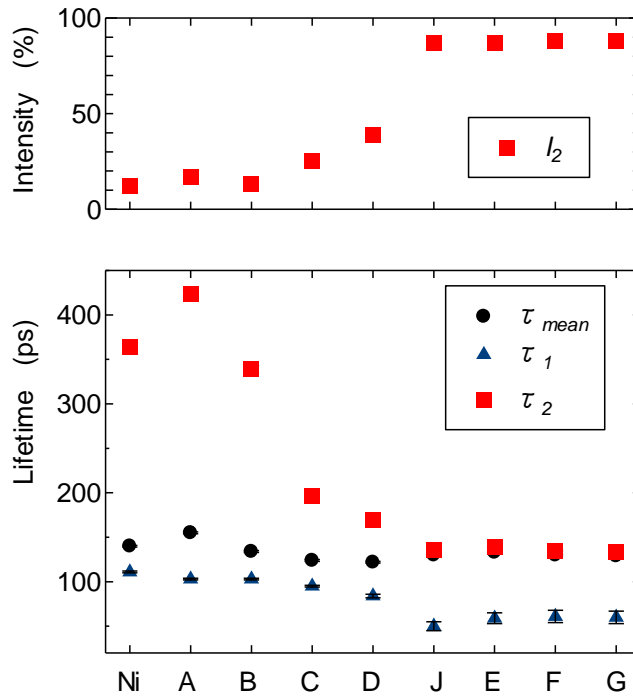 Intensity (%)
100
50
0
I2
Lifetime (ps)
400
300
200
100
τ mean
τ 1
τ 2
Ni A B C D J E F G